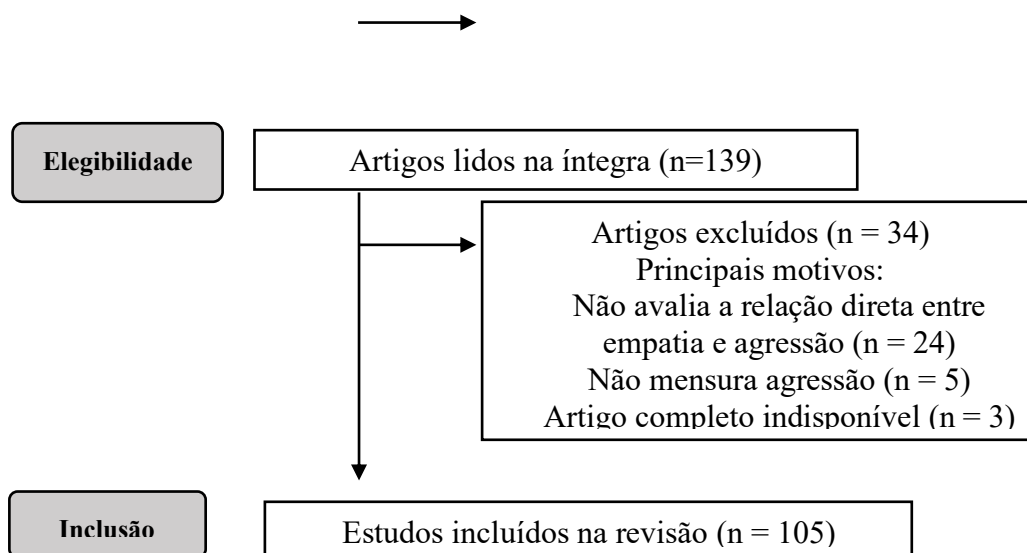 Elegibilidade
Artigos lidos na íntegra (n=139)
Artigos excluídos (n = 34)
Principais motivos:
Não avalia a relação direta entre
empatia e agressão (n = 24)
Não mensura agressão (n = 5)
Artigo completo indisponível (n = 3)
Inclusão
Estudos incluídos na revisão (n = 105)